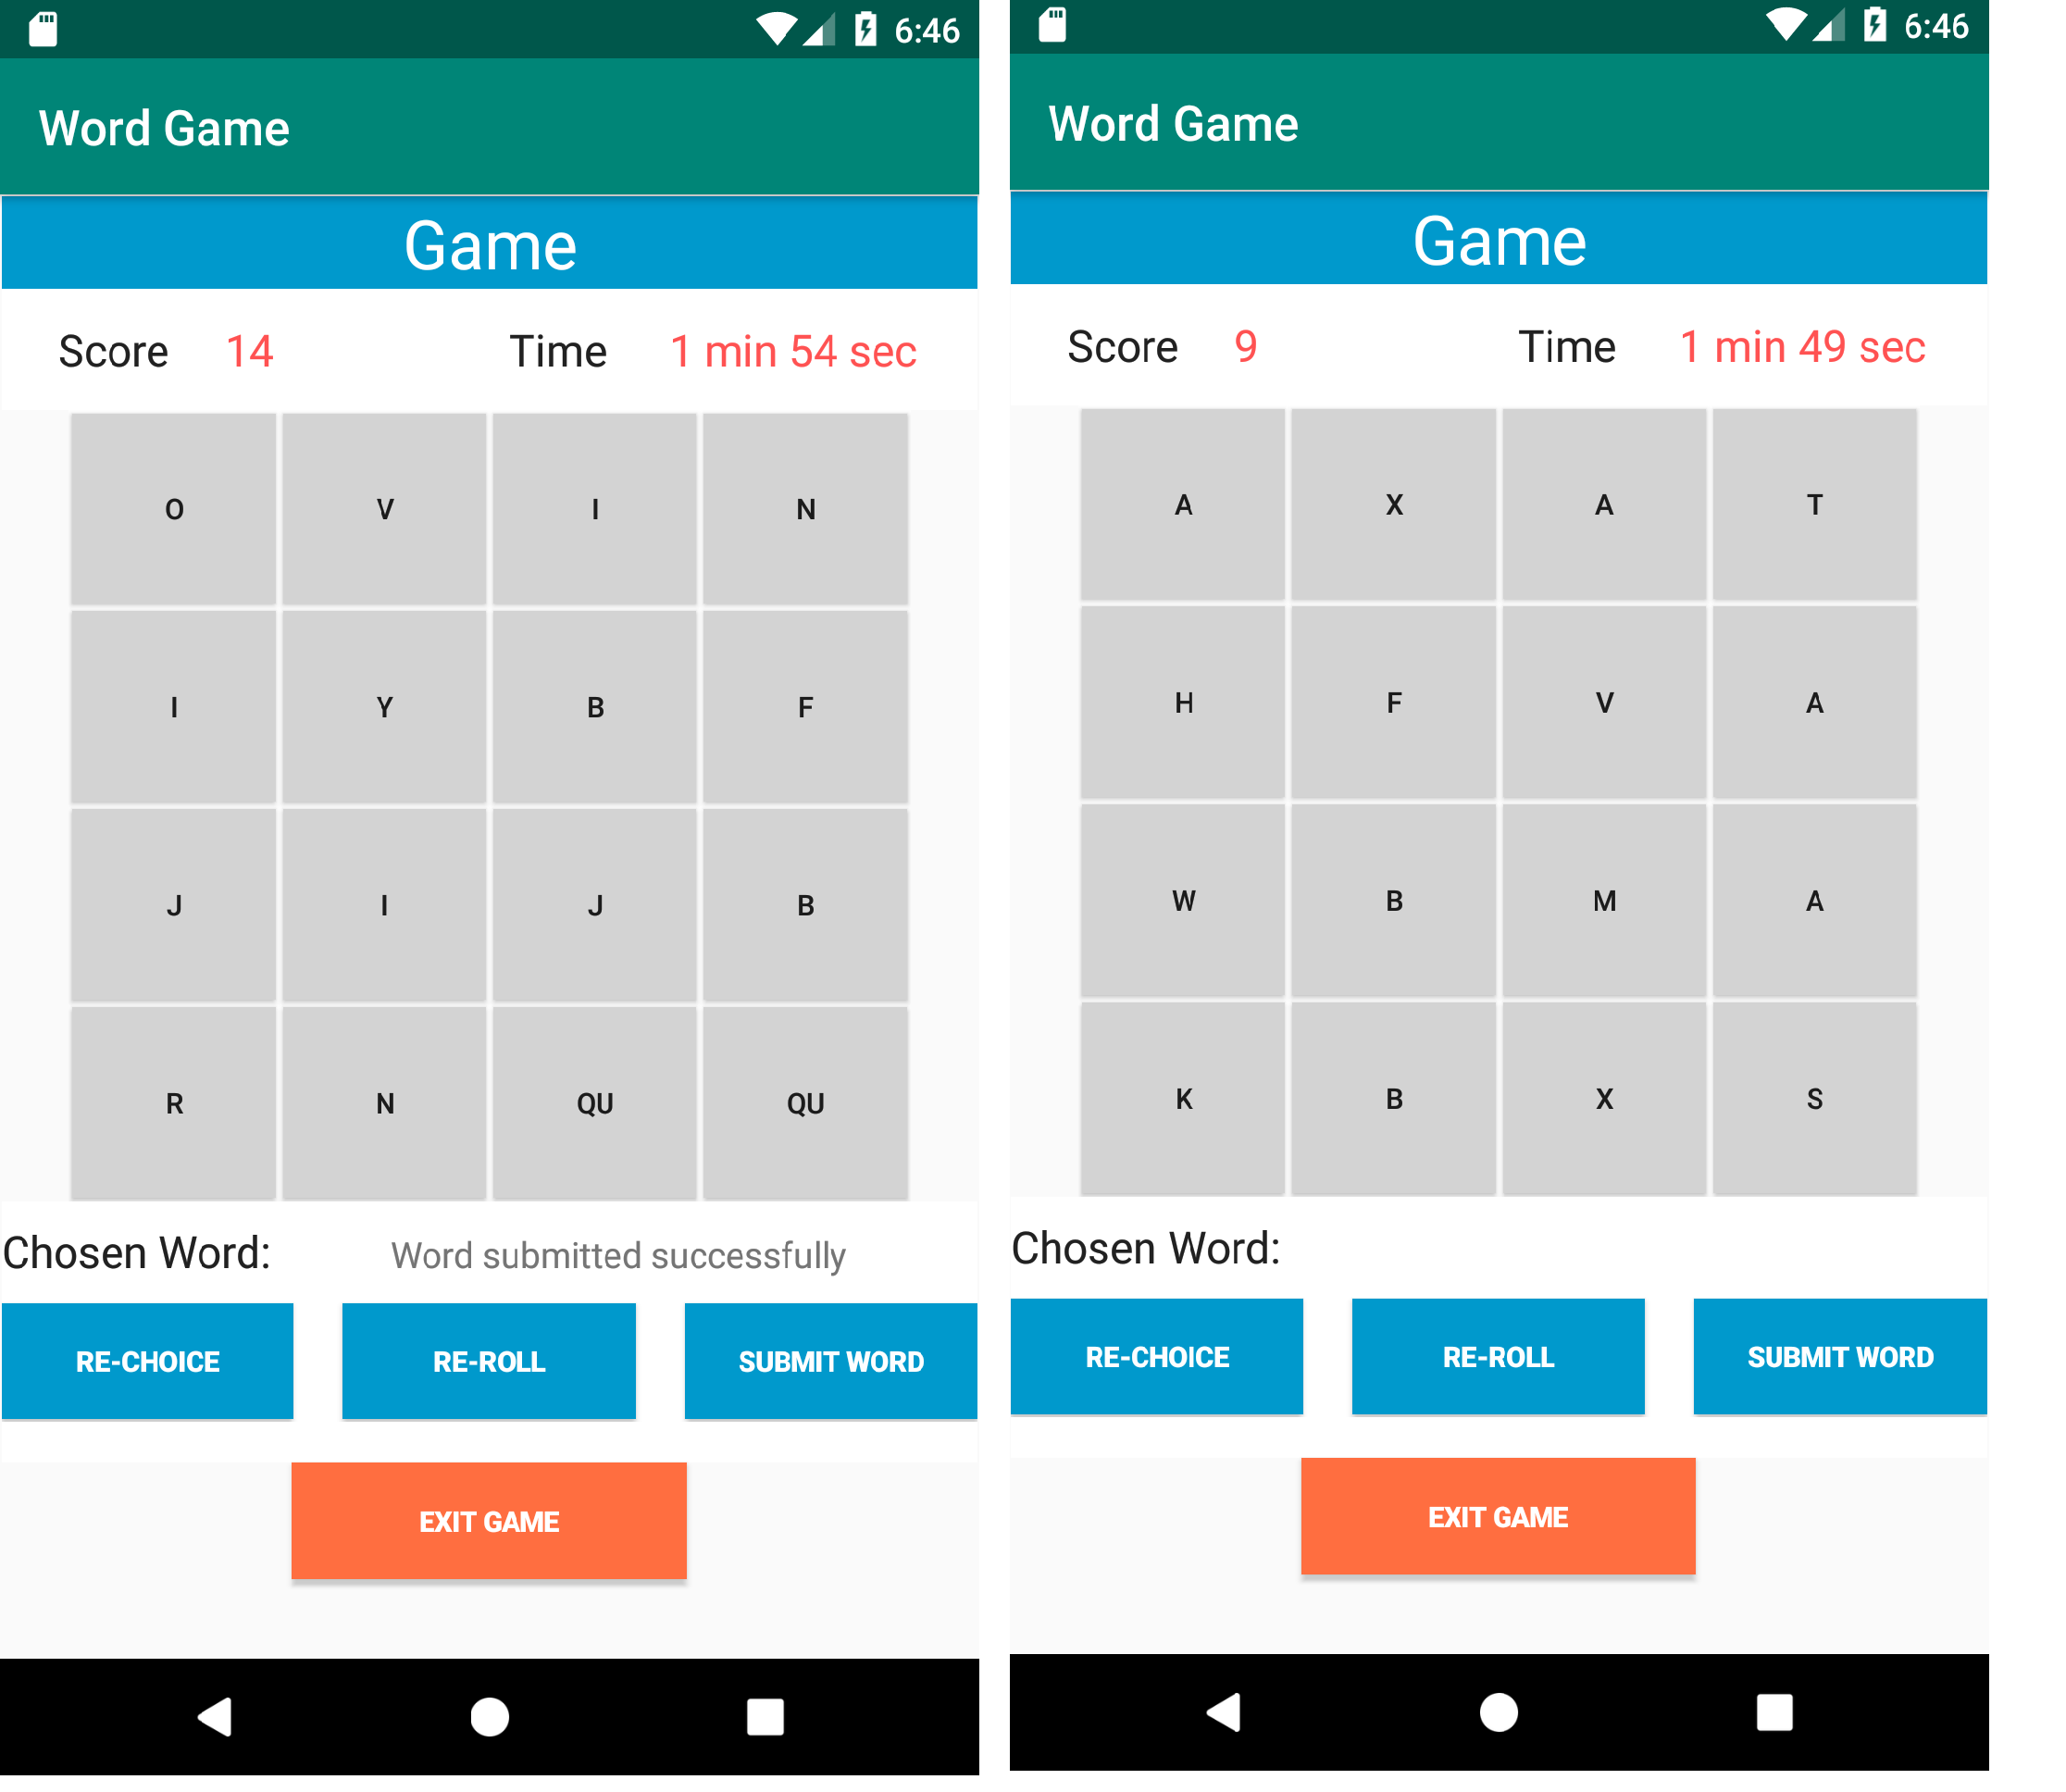 6:46
Word Game
Game
Score 14 Time 1 min 54 sec
O V I N
I Y B F
J I J B
R N QU QU
Chosen Word: Word submitted successfully
RE-CHOICE RE-ROLL SUBMIT WORD
EXIT GAME
6:46
Word Game
Game
Score 9 Time 1 min 49 sec
A X A T
H F V A
W B M A
K B X S
Chosen Word:
RE-CHOICE RE-ROLL SUBMIT WORD
EXIT GAME